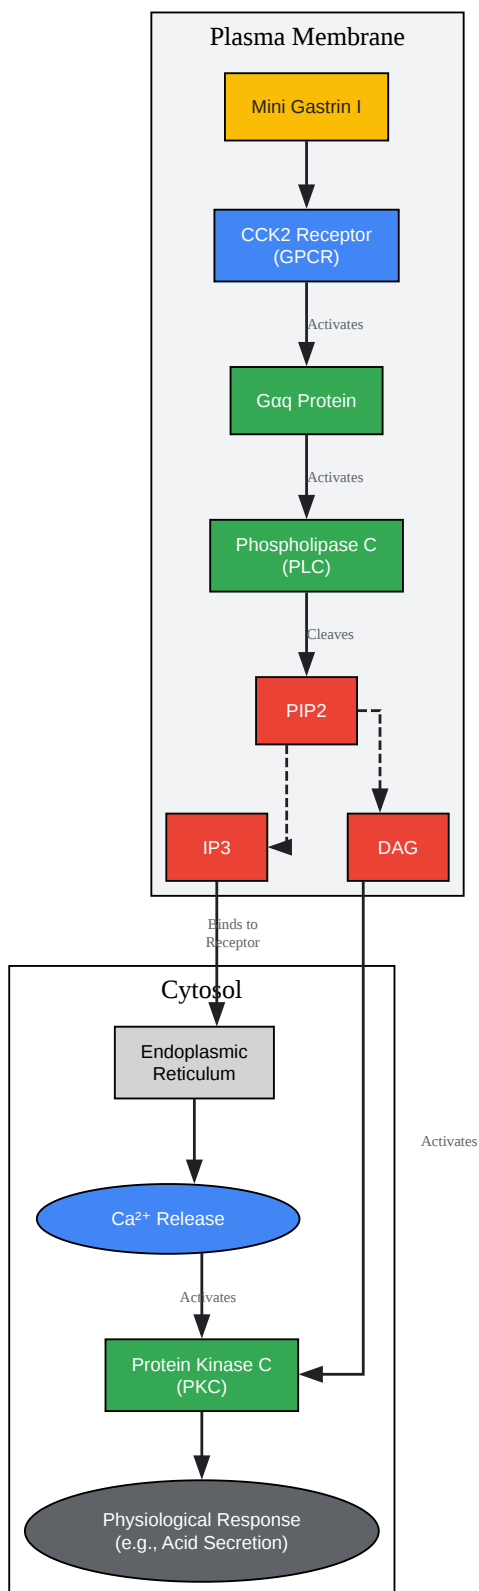 Plasma Membrane
Mini Gastrin I
CCK2 Receptor
(GPCR)
Activates
Gαq Protein
Activates
Phospholipase C
(PLC)
Cleaves
PIP2
IP3
DAG
Binds to
Receptor
Cytosol
Endoplasmic
Reticulum
Activates
Ca²⁺ Release
Activates
Protein Kinase C
(PKC)
Physiological Response
(e.g., Acid Secretion)